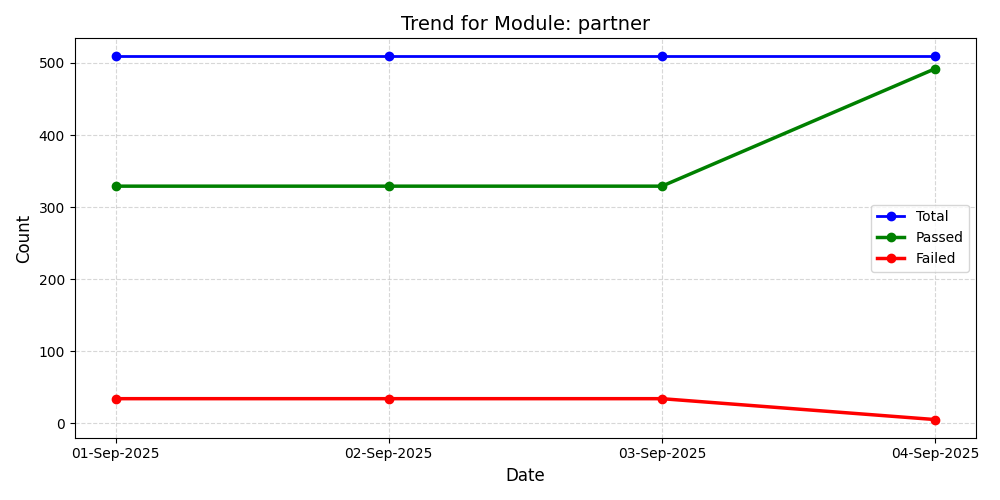 Trend for Module: partner
Count
500
400
300
200
100
0
Total
Passed
Failed
01-Sep-2025
02-Sep-2025
03-Sep-2025
04-Sep-2025
Date